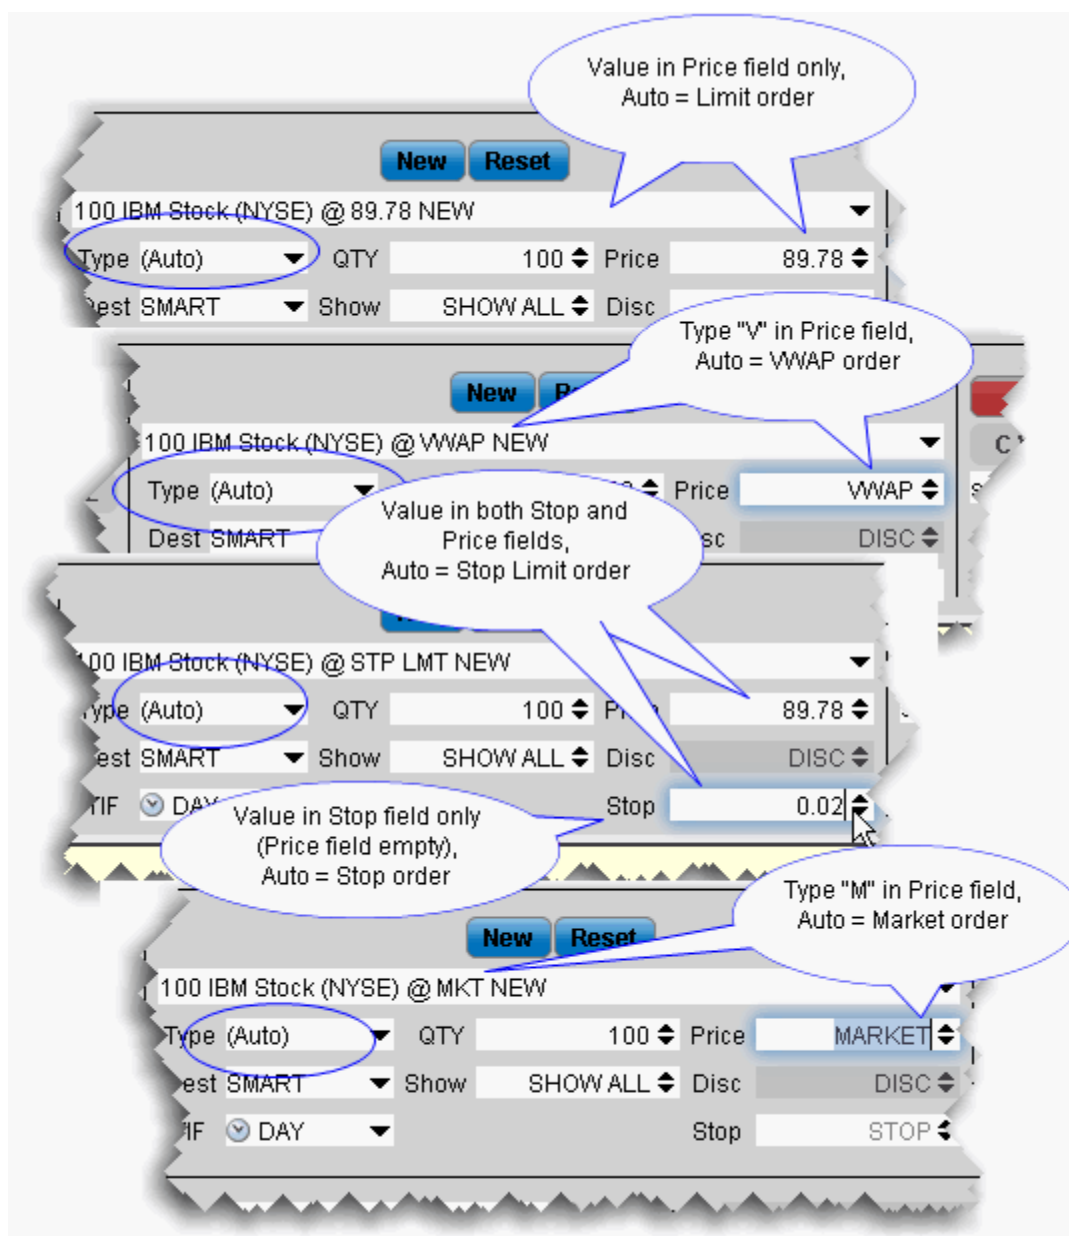 Value in Price field only,
Auto = Limit order
New Reset
100 IBM Stock (NYSE) @ 89.78 NEW
Type (Auto) QTY 100 Price 89.78
Dest SMART Show SHOW ALL Disc
Type "V" in Price field,
Auto = VWAP order
New
100 IBM Stock (NYSE) @ VWAP NEW
Type (Auto) Price VWAP
Dest SMART DISC
Value in both Stop and
Price fields,
Auto = Stop Limit order
100 IBM Stock (NYSE) @ STP LMT NEW
Type (Auto) QTY 100 89.78
SMART Show SHOW ALL Disc DISC
TIF DAY Stop 0.02
Value in Stop field only
(Price field empty),
Auto = Stop order
Type "M" in Price field,
Auto = Market order
New Reset
100 IBM Stock (NYSE) @ MKT NEW
Type (Auto) QTY 100 Price MARKET
SMART Show SHOW ALL Disc DISC
DAY Stop STOP